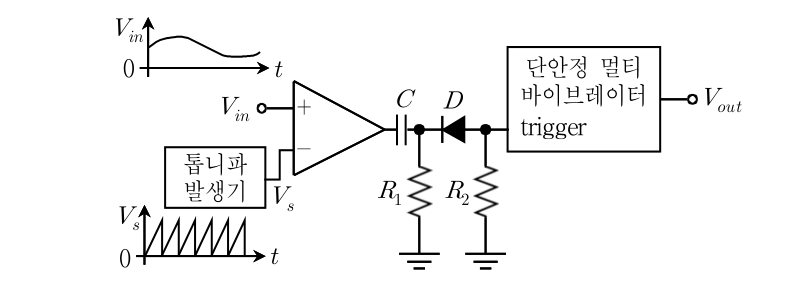 V_in
0
t
V_in
+
−
C
D
단안정 멀티
바이브레이터
trigger
V_out
톱니파
발생기
V_s
R_1
R_2
V_s
0
t